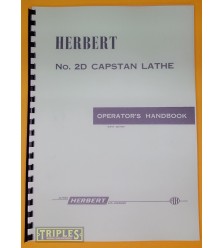 HERBERT
No. 2D CAPSTAN LATHE
OPERATOR'S HANDBOOK
HERBERT
TRIPLES